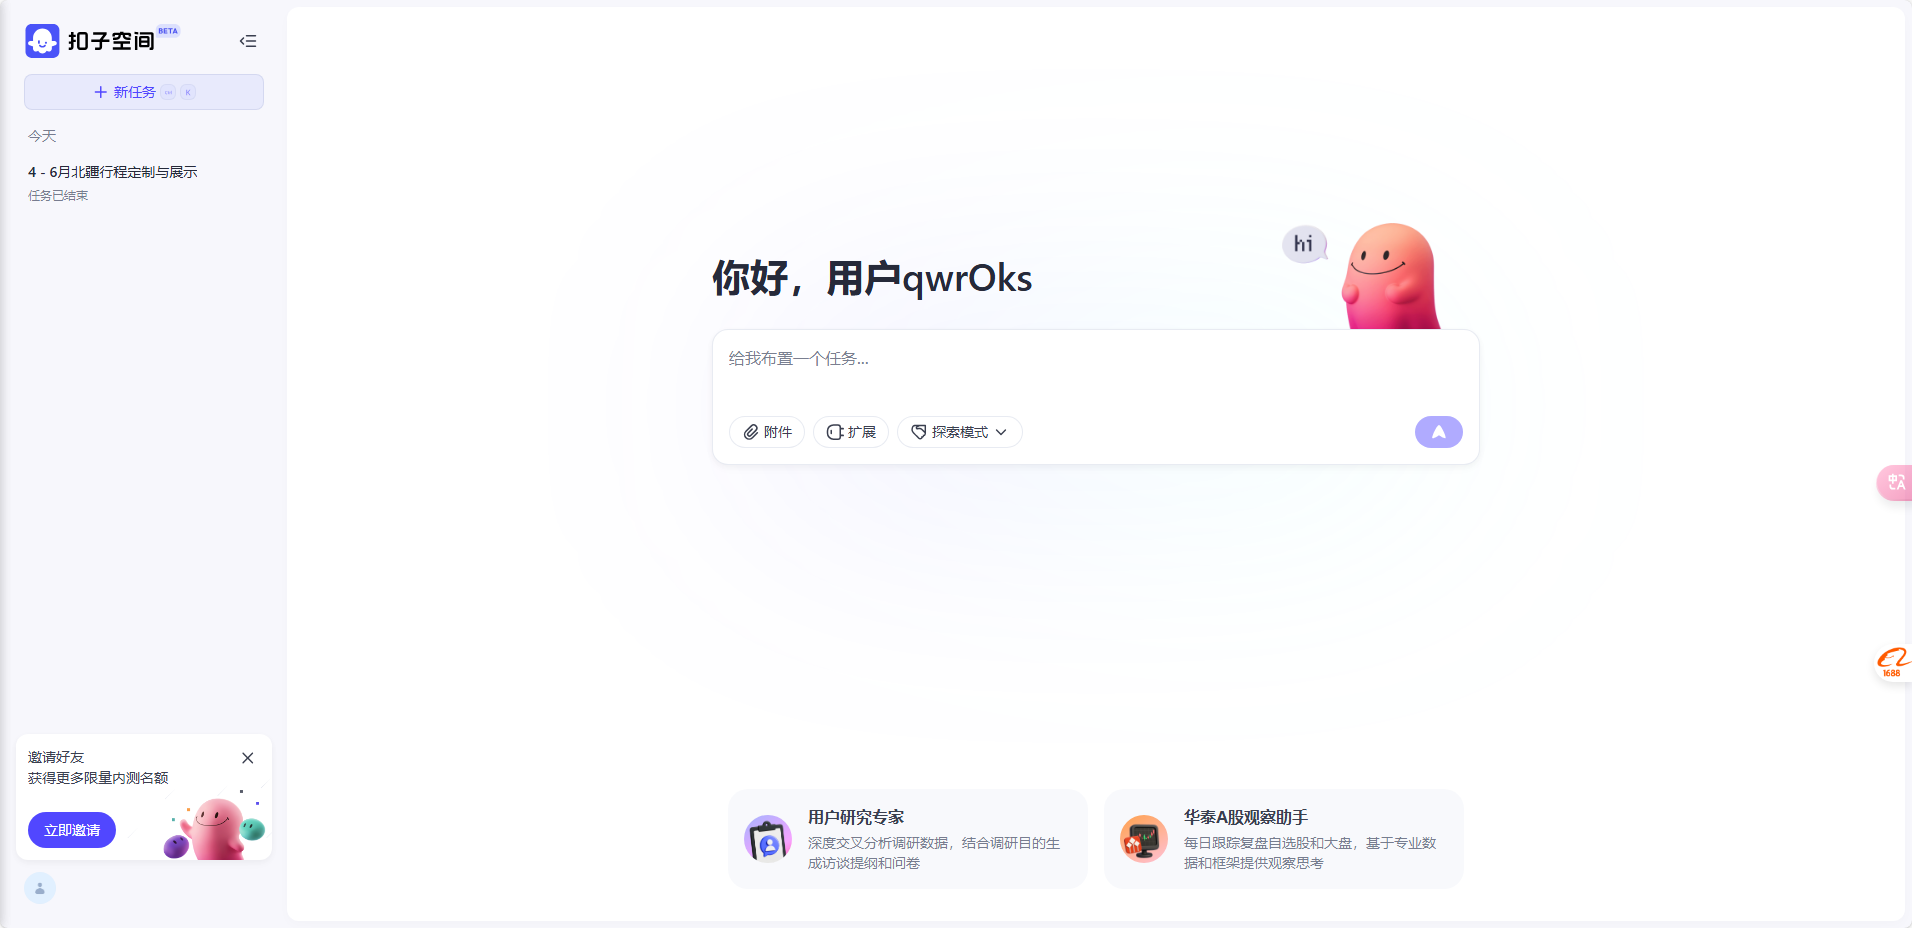 扣子空间 BETA
新任务 K
今天
4 - 6月北疆行程定制与展示
任务已结束
hi
你好，用户qwrOks
给我布置一个任务...
附件
扩展
探索模式
中A
1688
邀请好友
获得更多限量内测名额
立即邀请
用户研究专家
深度交叉分析调研数据，结合调研目的生
成访谈提纲和问卷
华泰A股观察助手
每日跟踪复盘自选股和大盘，基于专业数
据和框架提供观察思考